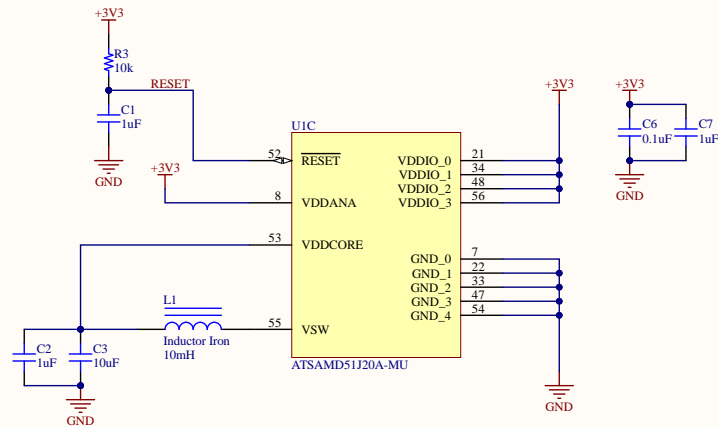 +3V3
R3
10k
RESET
C1
1uF
GND
+3V3
U1C
52
RESET
8
VDDANA
53
VDDCORE
55
VSW
VDDIO_0
21
VDDIO_1
34
VDDIO_2
48
VDDIO_3
56
GND_0
7
GND_1
22
GND_2
33
GND_3
47
GND_4
54
ATSAMD51J20A-MU
L1
Inductor Iron
10mH
C2
1uF
C3
10uF
GND
+3V3
GND
+3V3
C6
0.1uF
C7
1uF
GND